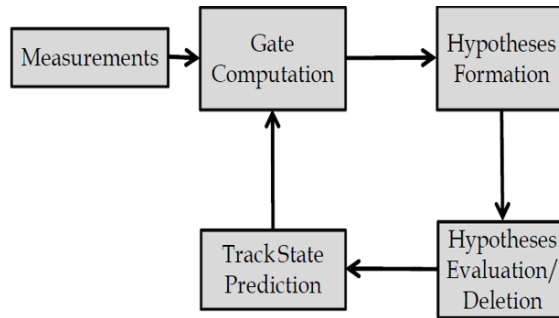 Measurements
Gate
Computation
Hypotheses
Formation
Track State
Prediction
Hypotheses
Evaluation/
Deletion